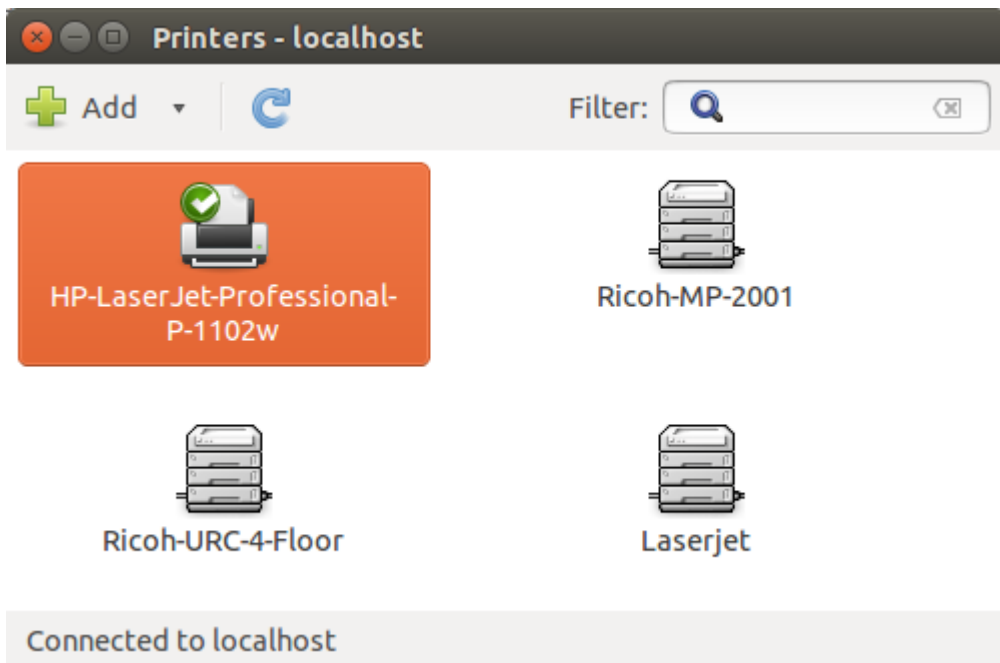 Printers - localhost
Add
Filter:
HP-LaserJet-Professional-
P-1102w
Ricoh-MP-2001
Ricoh-URC-4-Floor
Laserjet
Connected to localhost